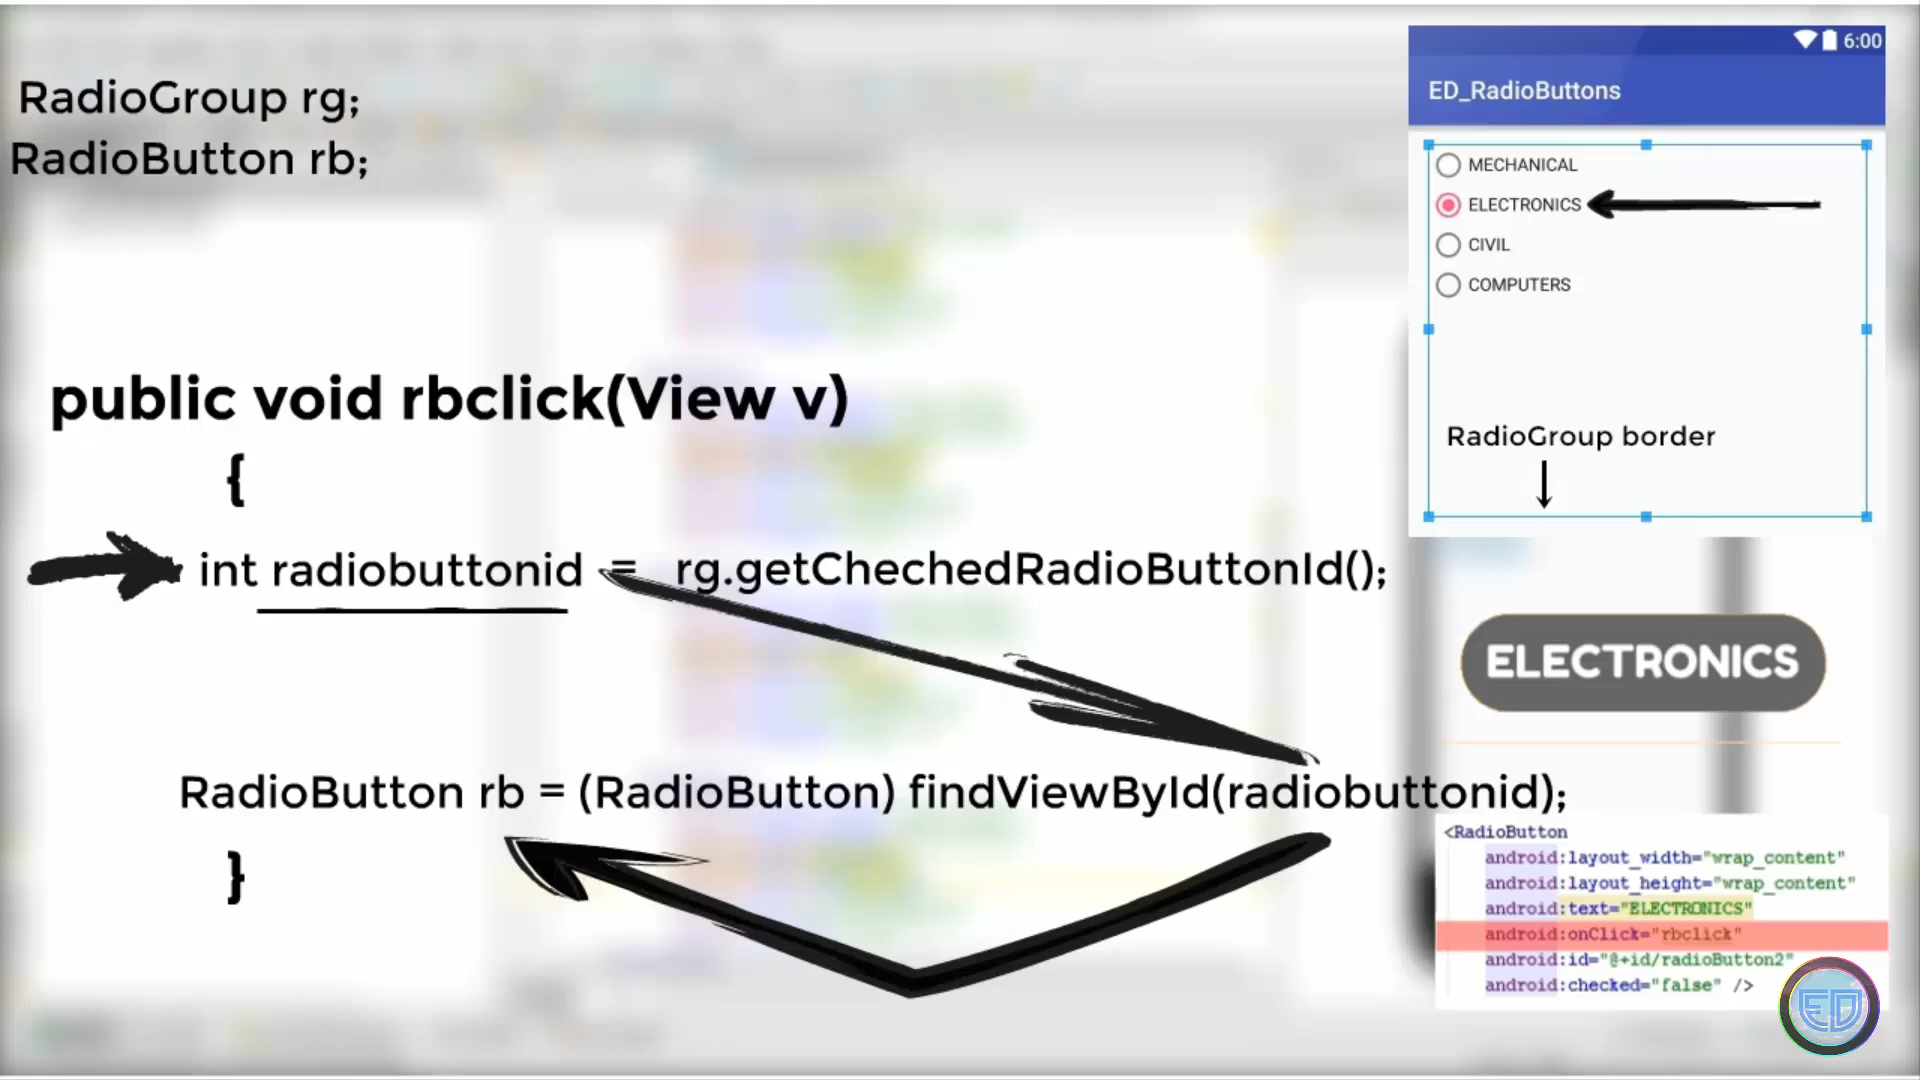 RadioGroup rg;
RadioButton rb;
public void rbclick(View v)
{
int radiobuttonid = rg.getChechedRadioButtonId();
RadioButton rb = (RadioButton) findViewById(radiobuttonid);
}
6:00
ED_RadioButtons
MECHANICAL
ELECTRONICS
CIVIL
COMPUTERS
RadioGroup border
ELECTRONICS
<RadioButton
android:layout_width="wrap_content"
android:layout_height="wrap_content"
android:text="ELECTRONICS"
android:onClick="rbclick"
android:id="@+id/radioButton2"
android:checked="false" />
ED